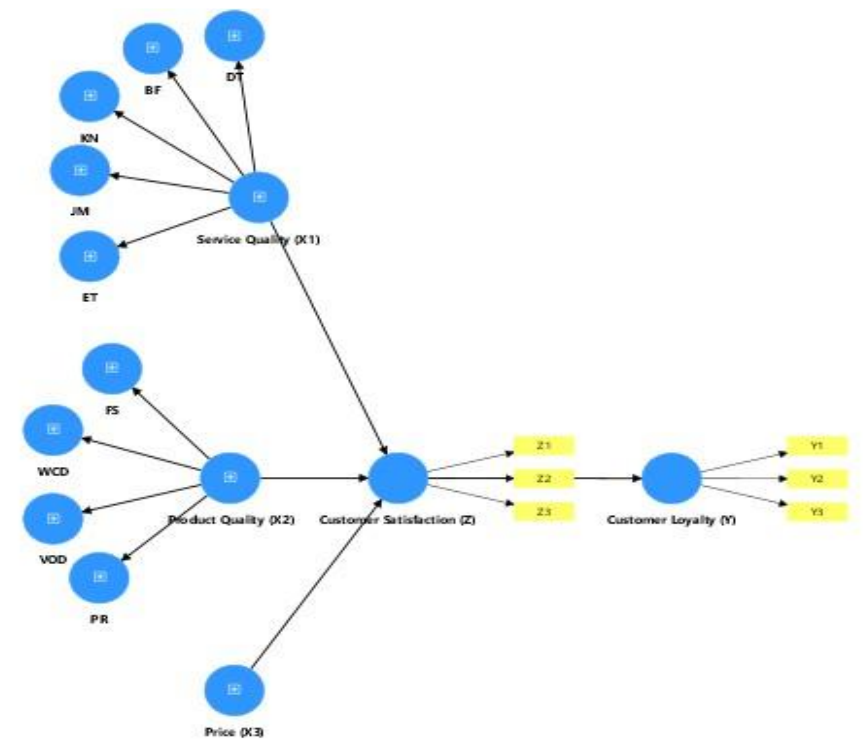 DT
BF
KN
JM
Service Quality (X1)
ET
FS
Z1
Y1
WCD
Z2
Y2
Z3
Y3
Product Quality (X2)
Customer Satisfaction (Z)
Customer Loyalty (Y)
VOD
PR
Price (X3)